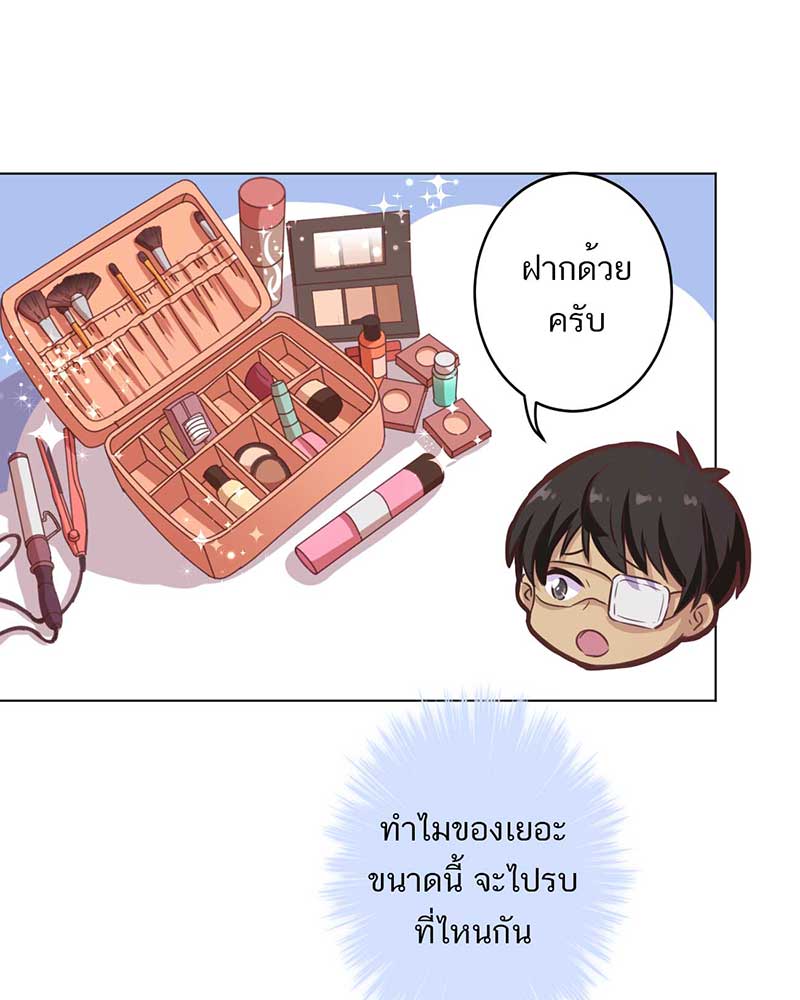 ฝากด้วย
ครับ
ทำไมของเยอะ
ขนาดนี้ จะไปรบ
ที่ไหนกัน